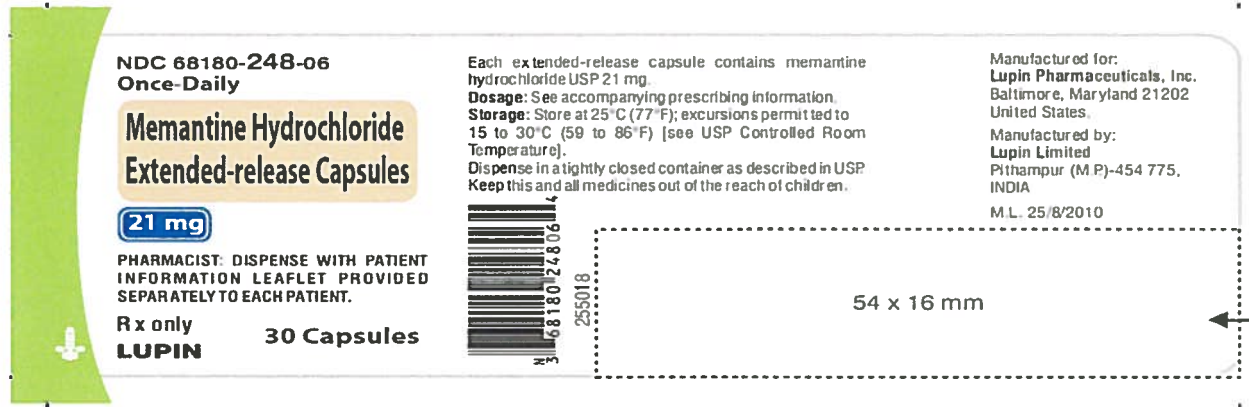 NDC 68180-248-06
Once-Daily
Memantine Hydrochloride
Extended-release Capsules
21 mg
PHARMACIST: DISPENSE WITH PATIENT
INFORMATION LEAFLET PROVIDED
SEPARATELY TO EACH PATIENT.
Rx only
LUPIN
30 Capsules
Each extended-release capsule contains memantine
hydrochloride USP 21 mg.
Dosage: See accompanying prescribing information.
Storage: Store at 25°C (77°F); excursions permitted to
15 to 30°C (59 to 86°F) [see USP Controlled Room
Temperature].
Dispense in a tightly closed container as described in USP.
Keep this and all medicines out of the reach of children.
N
3 68180 24806 4
255018
Manufactured for:
Lupin Pharmaceuticals, Inc.
Baltimore, Maryland 21202
United States.
Manufactured by:
Lupin Limited
Pithampur (M.P.)-454 775,
INDIA
M.L. 25/8/2010
54 x 16 mm